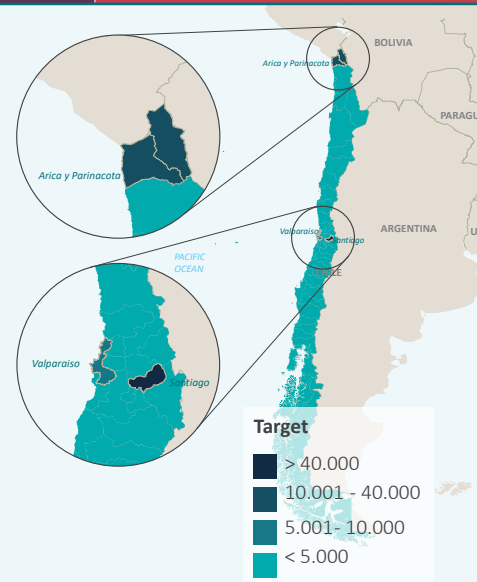 BOLIVIA
Arica y Parinacota
PARAGU
Arica y Parinacota
Valparaiso
Santiago
ARGENTINA
U
PACIFIC
OCEAN
CHILE
Valparaiso
Santiago
Target
> 40.000
10.001 - 40.000
5.001- 10.000
< 5.000